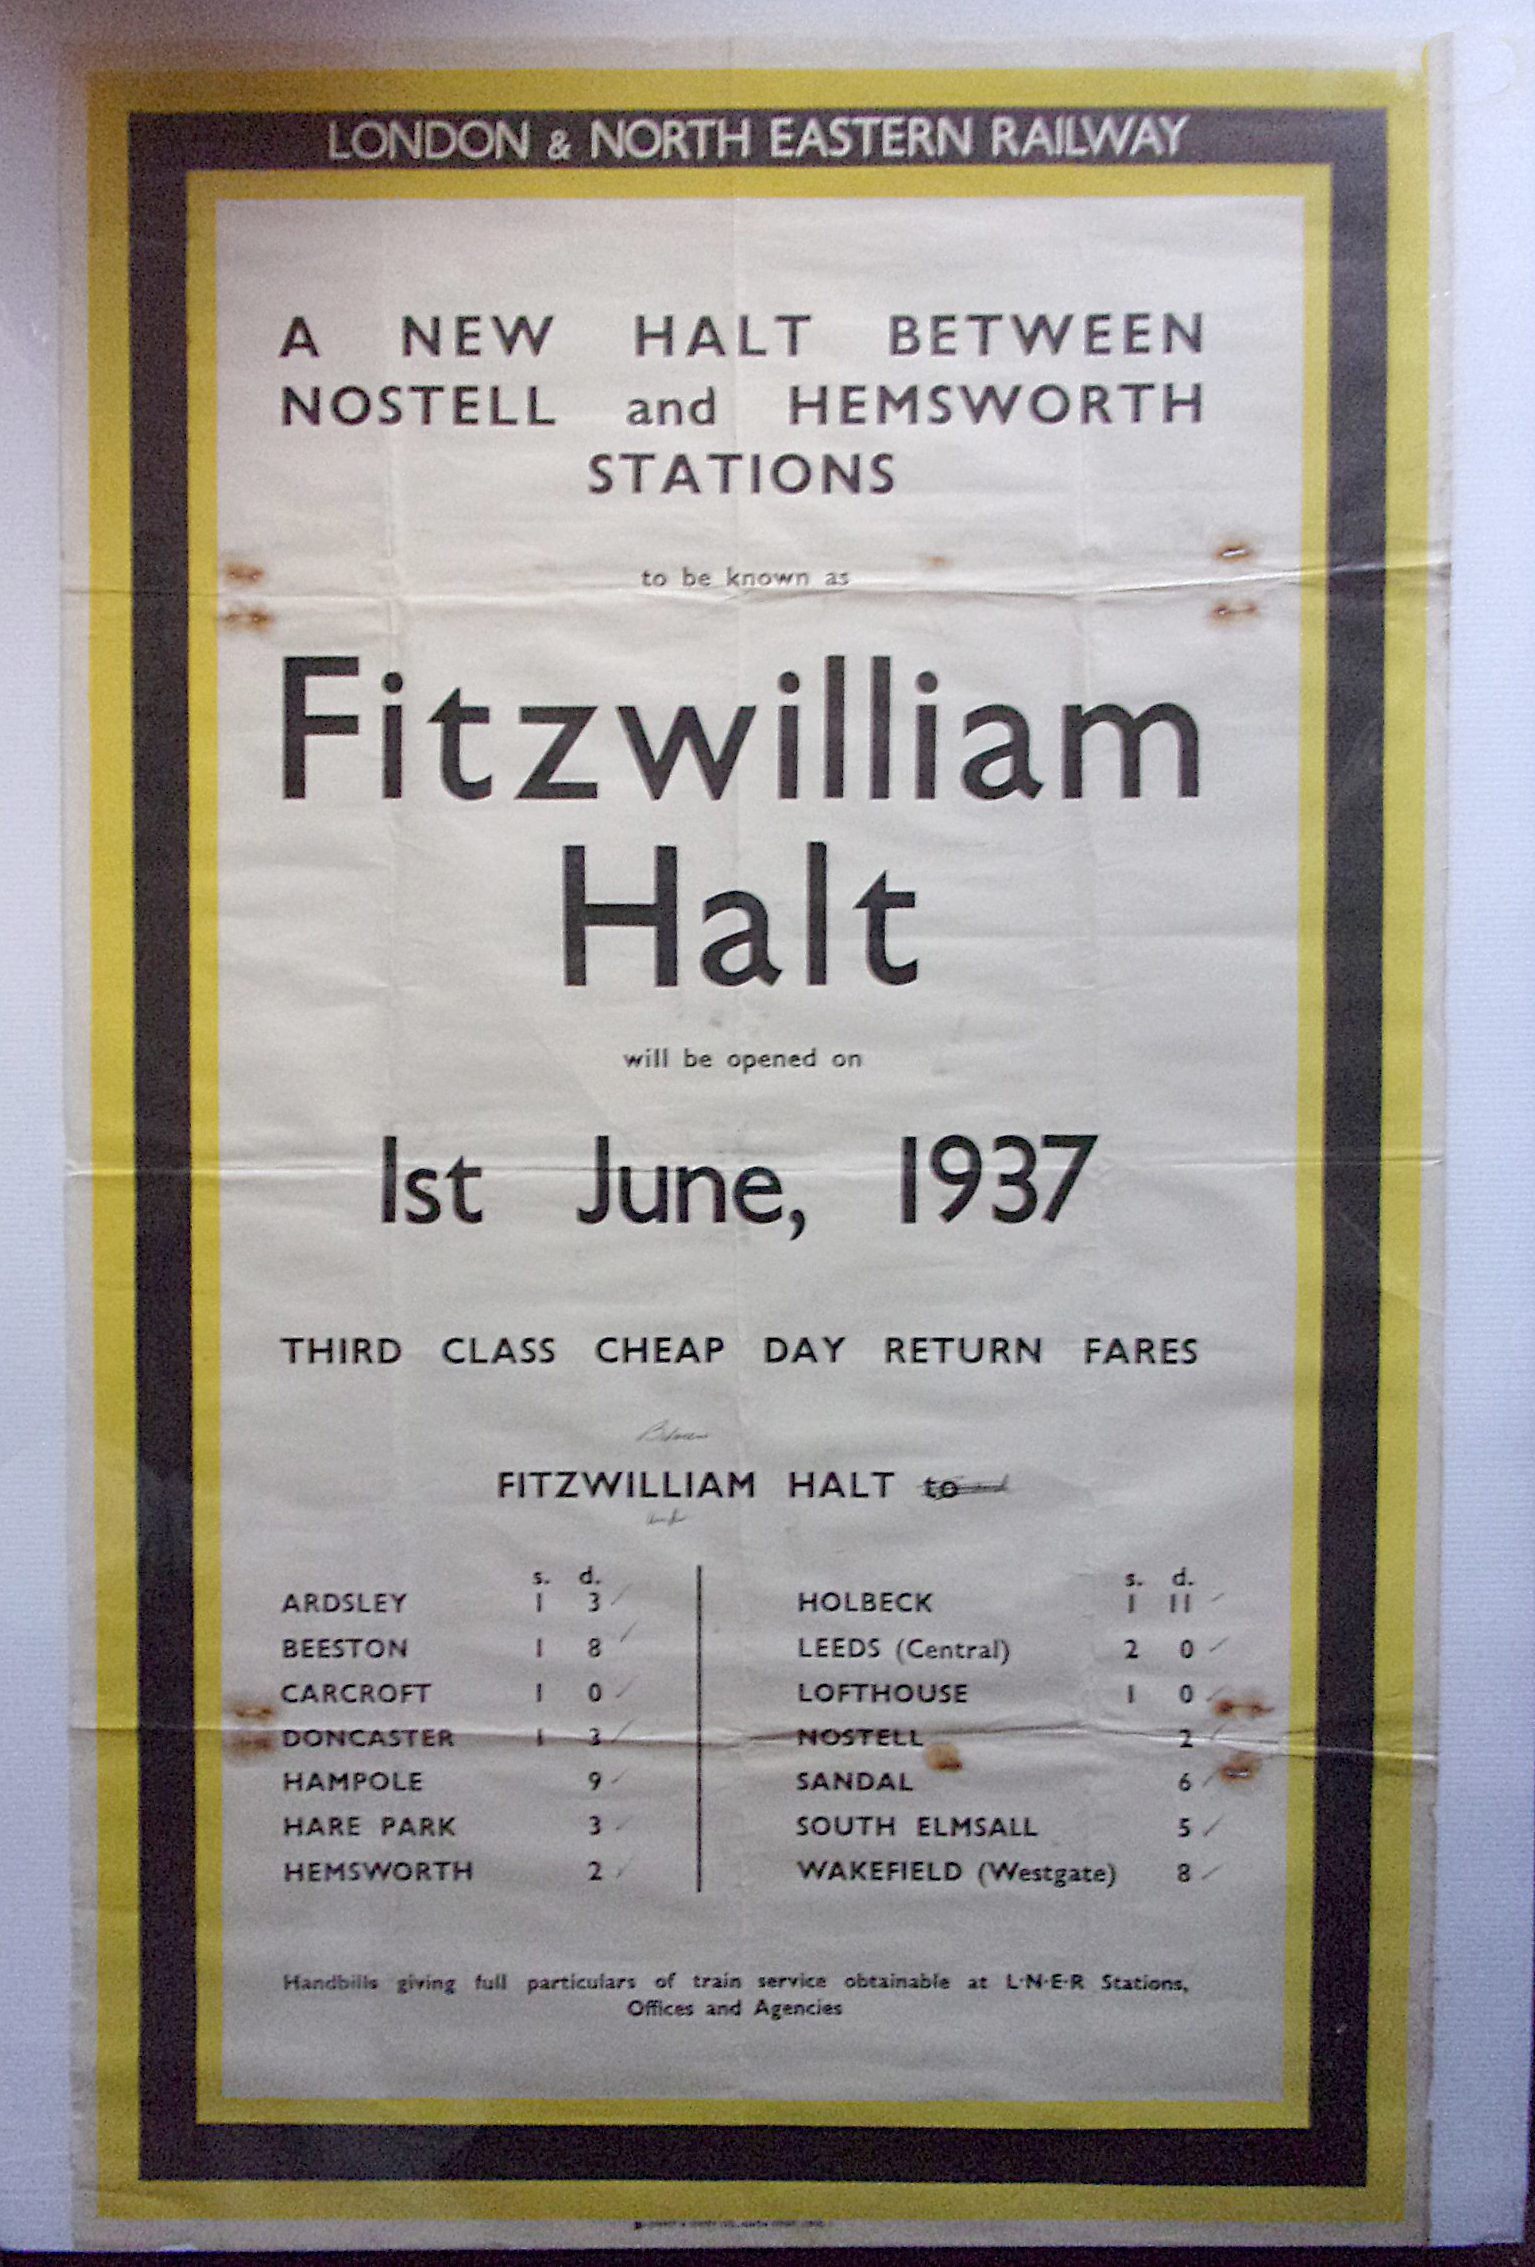 LONDON & NORTH EASTERN RAILWAY
A NEW HALT BETWEEN
NOSTELL and HEMSWORTH
STATIONS
to be known as
Fitzwilliam
Halt
will be opened on
1st June, 1937
THIRD CLASS CHEAP DAY RETURN FARES
Between
FITZWILLIAM HALT to
and
s. d. s. d.
ARDSLEY 1 3 HOLBECK 1 11
BEESTON 1 8 LEEDS (Central) 2 0
CARCROFT 1 0 LOFTHOUSE 1 0
DONCASTER 1 3 NOSTELL 2
HAMPOLE 9 SANDAL 6
HARE PARK 3 SOUTH ELMSALL 5
HEMSWORTH 2 WAKEFIELD (Westgate) 8
Handbills giving full particulars of train service obtainable at L·N·E·R Stations,
Offices and Agencies